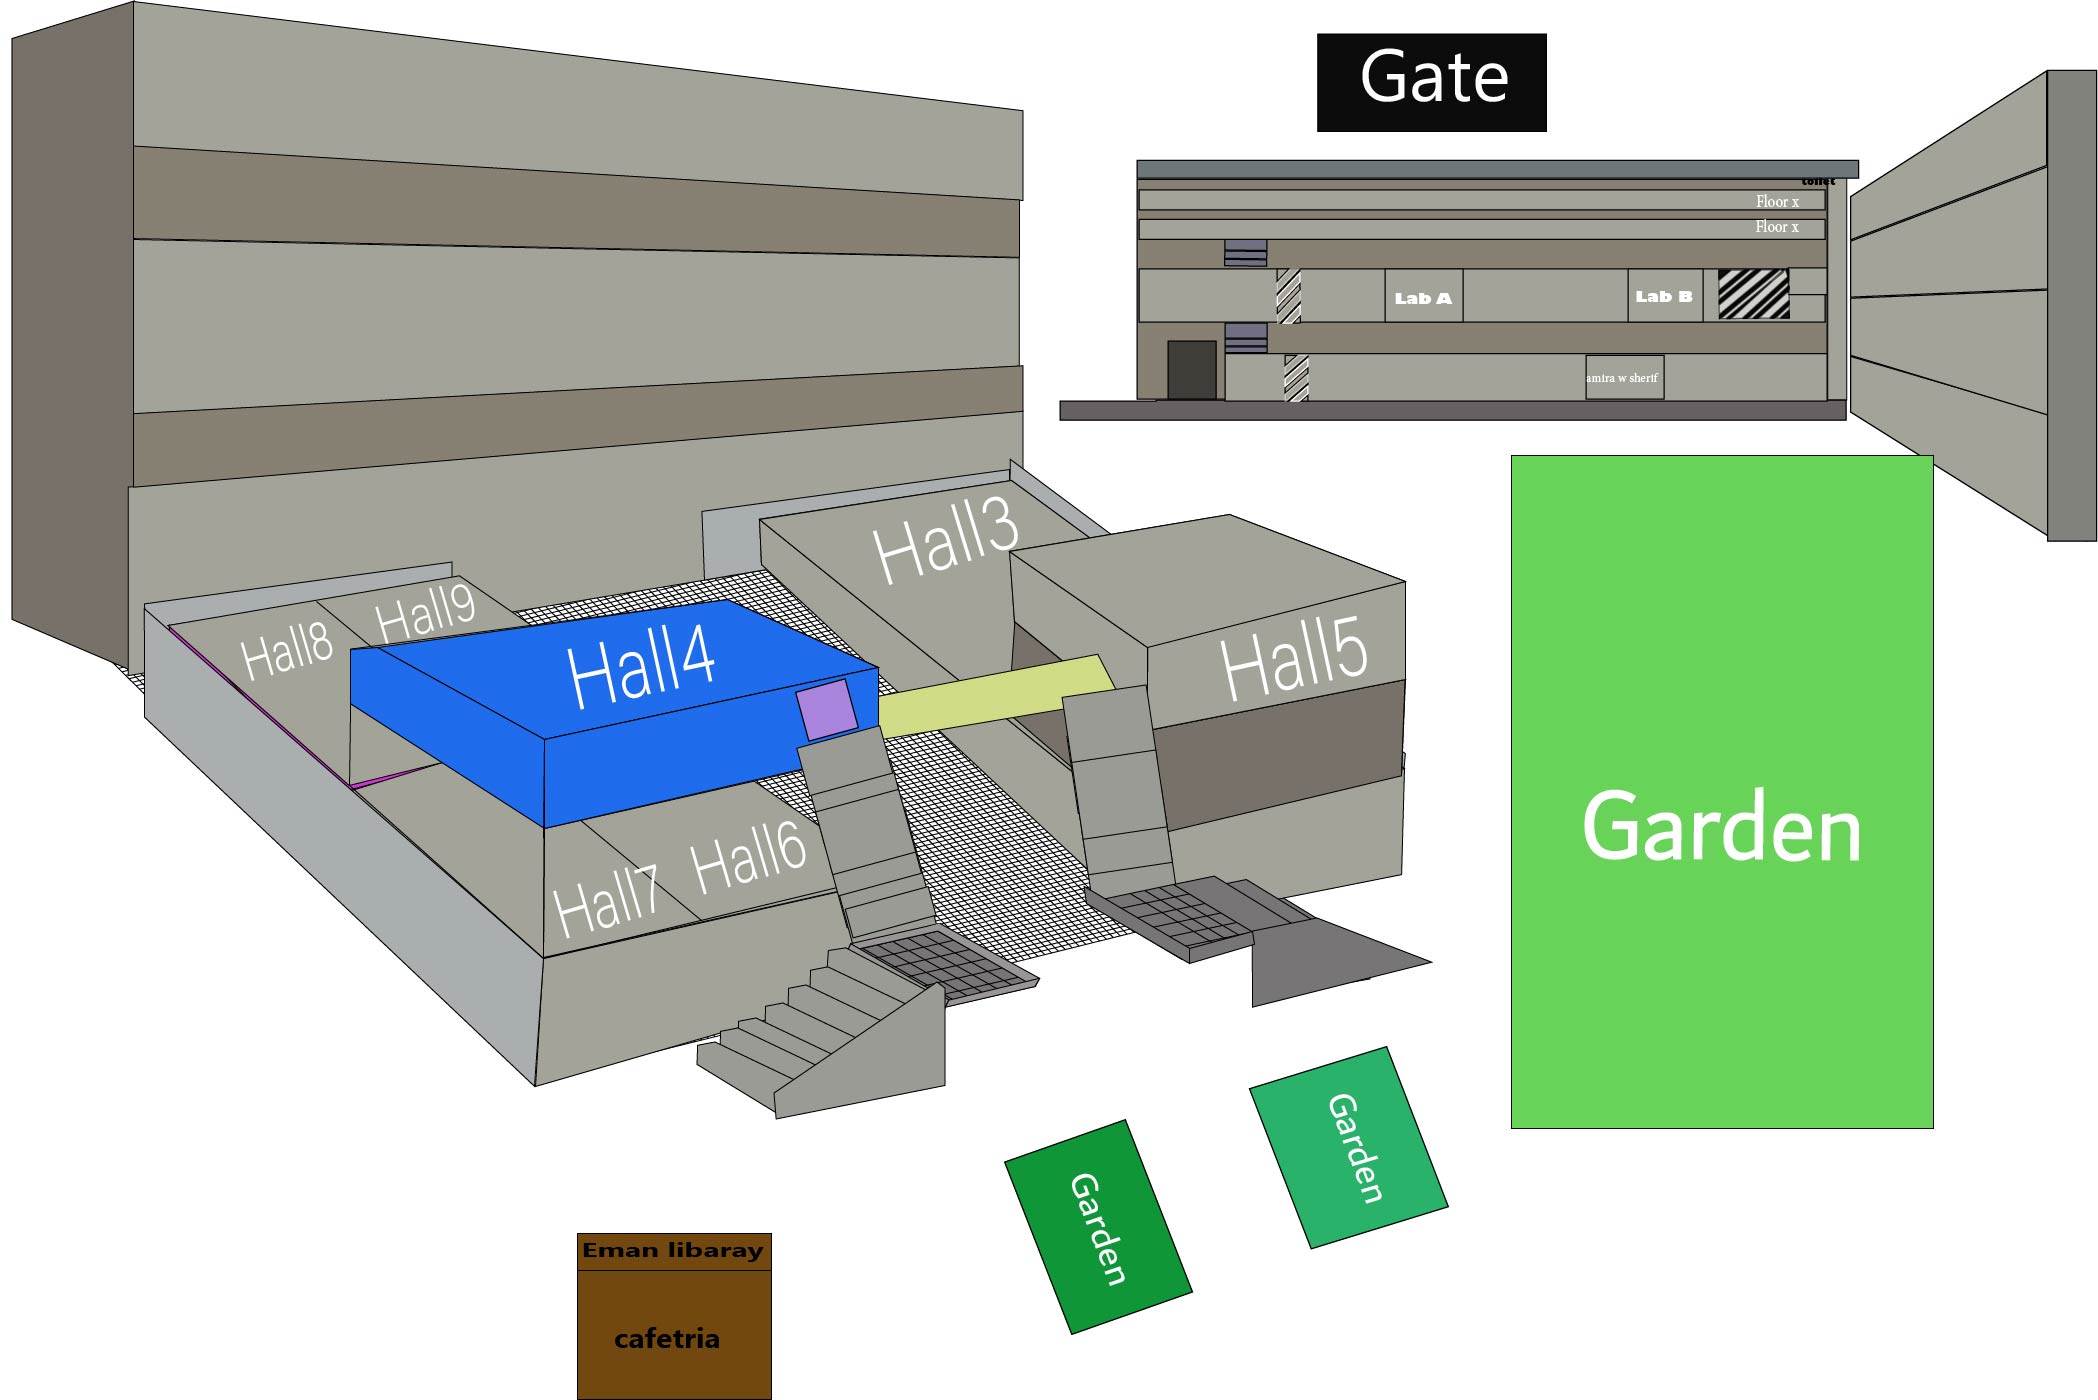 Gate
toilet
Floor x
Floor x
Lab A
Lab B
amira w sherif
Hall3
Hall9
Hall8
Hall4
Hall5
Hall6
Hall7
Garden
Garden
Garden
Eman libaray
cafetria